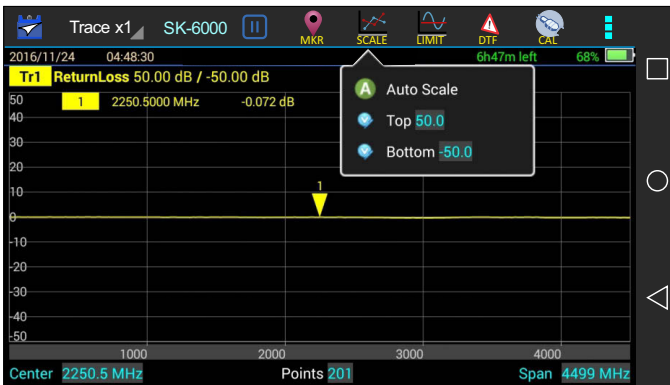 Trace x1 SK-6000 MKR SCALE LIMIT DTF CAL
2016/11/24 04:48:30 6h47m left 68%
Tr1 ReturnLoss 50.00 dB / -50.00 dB
1 2250.5000 MHz -0.072 dB
A Auto Scale
Top 50.0
Bottom -50.0
50
40
30
20
10
1
0
-10
-20
-30
-40
-50
1000 2000 3000 4000
Center 2250.5 MHz Points 201 Span 4499 MHz